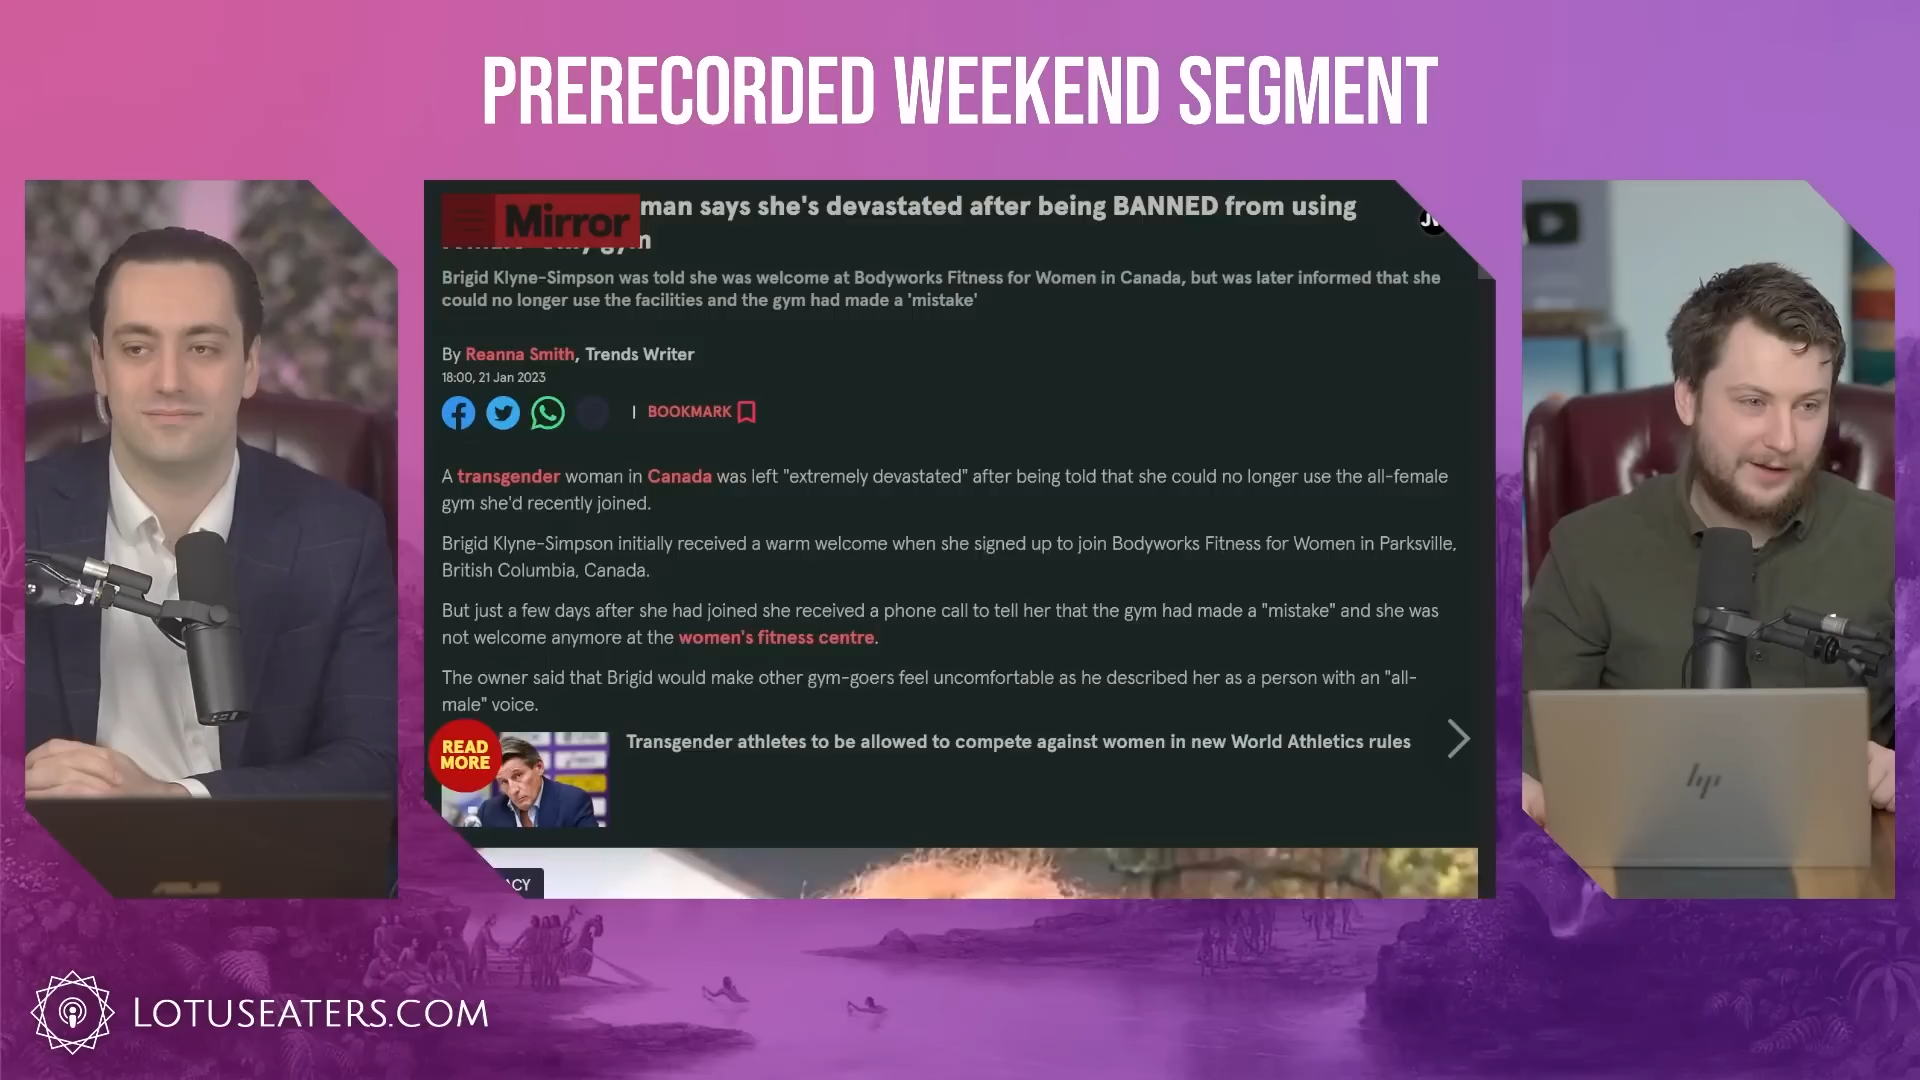 PRERECORDED WEEKEND SEGMENT
Mirror
man says she's devastated after being BANNED from using
gym
Brigid Klyne-Simpson was told she was welcome at Bodyworks Fitness for Women in Canada, but was later informed that she
could no longer use the facilities and the gym had made a 'mistake'
By Reanna Smith, Trends Writer
18:00, 21 Jan 2023
| BOOKMARK
A transgender woman in Canada was left "extremely devastated" after being told that she could no longer use the all-female
gym she'd recently joined.
Brigid Klyne-Simpson initially received a warm welcome when she signed up to join Bodyworks Fitness for Women in Parksville,
British Columbia, Canada.
But just a few days after she had joined she received a phone call to tell her that the gym had made a "mistake" and she was
not welcome anymore at the women's fitness centre.
The owner said that Brigid would make other gym-goers feel uncomfortable as he described her as a person with an "all-
male" voice.
READ
MORE
Transgender athletes to be allowed to compete against women in new World Athletics rules
ACY
hp
ASUS
LOTUSEATERS.COM